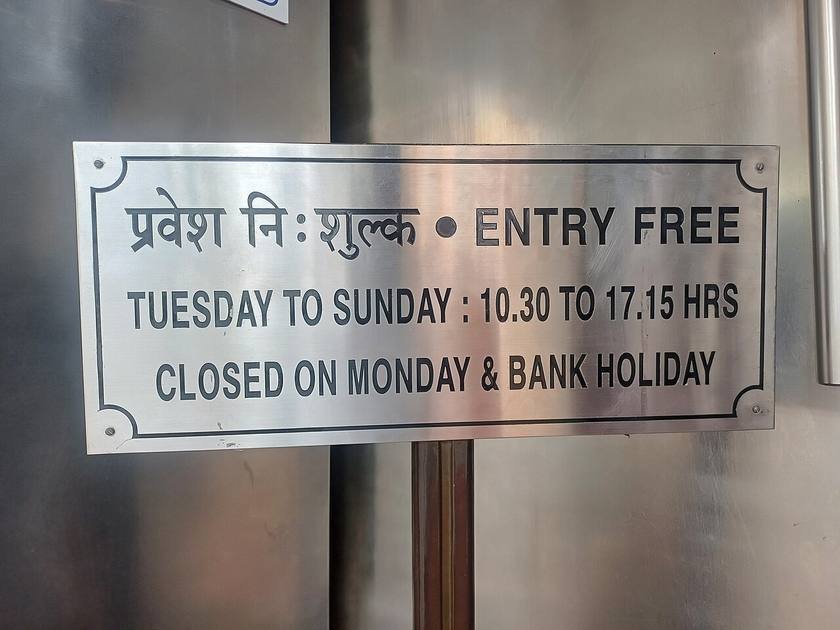 प्रवेश नि : शुल्क • ENTRY FREE
TUESDAY TO SUNDAY : 10.30 TO 17.15 HRS
CLOSED ON MONDAY & BANK HOLIDAY